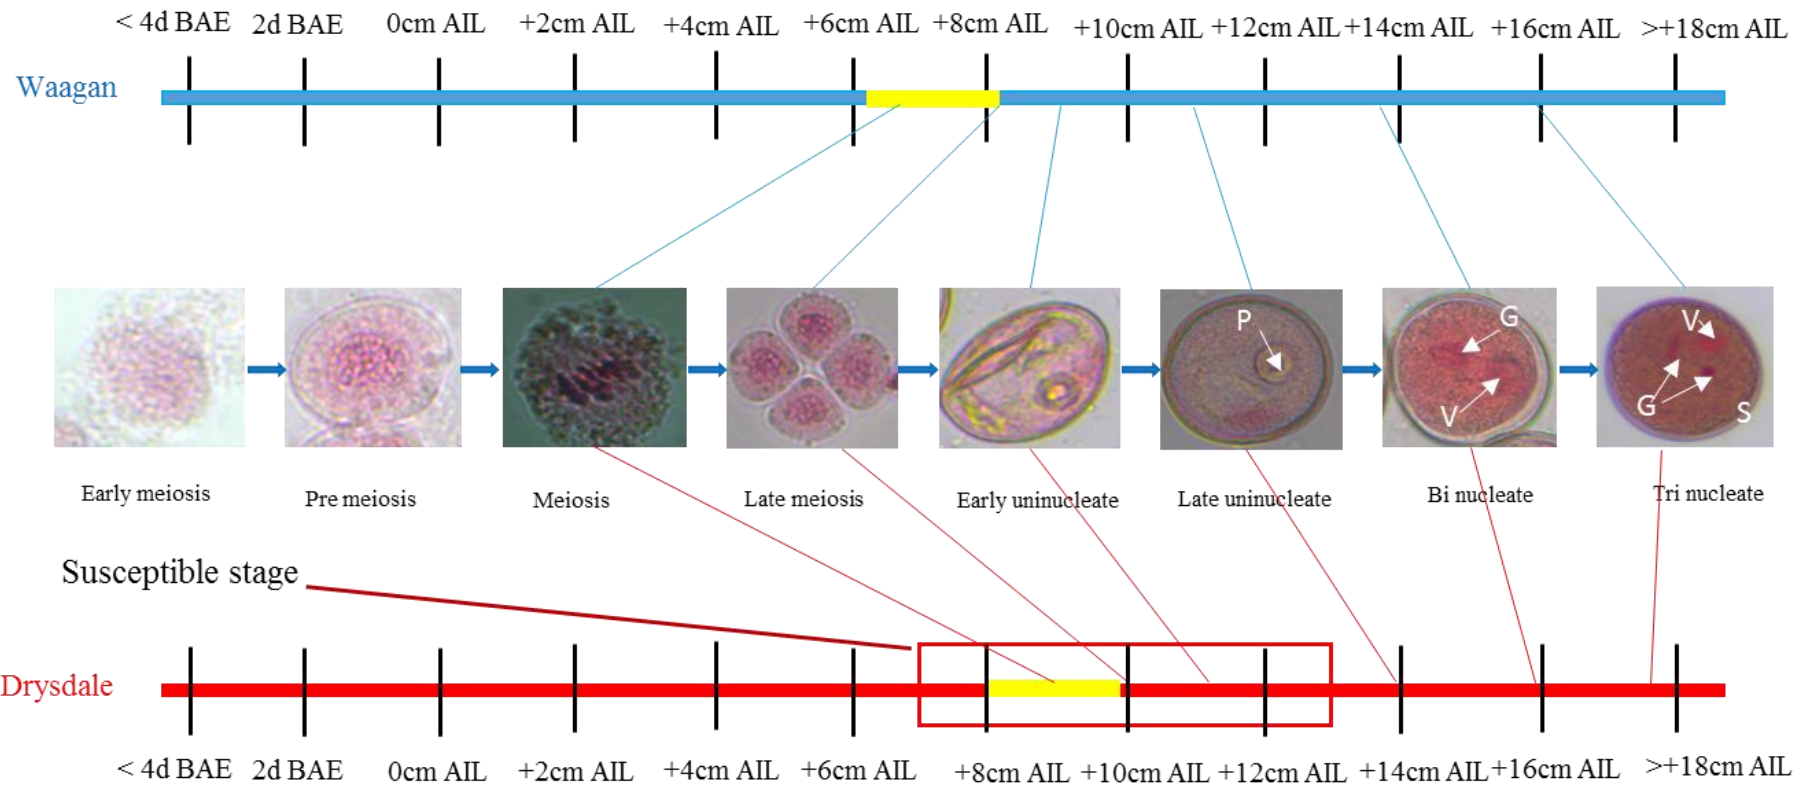 < 4d BAE 2d BAE 0cm AIL +2cm AIL +4cm AIL +6cm AIL +8cm AIL +10cm AIL +12cm AIL +14cm AIL +16cm AIL >+18cm AIL
Waagan
P G V
V G S
Early meiosis Pre meiosis Meiosis Late meiosis Early uninucleate Late uninucleate Bi nucleate Tri nucleate
Susceptible stage
Drysdale
< 4d BAE 2d BAE 0cm AIL +2cm AIL +4cm AIL +6cm AIL +8cm AIL +10cm AIL +12cm AIL +14cm AIL +16cm AIL >+18cm AIL